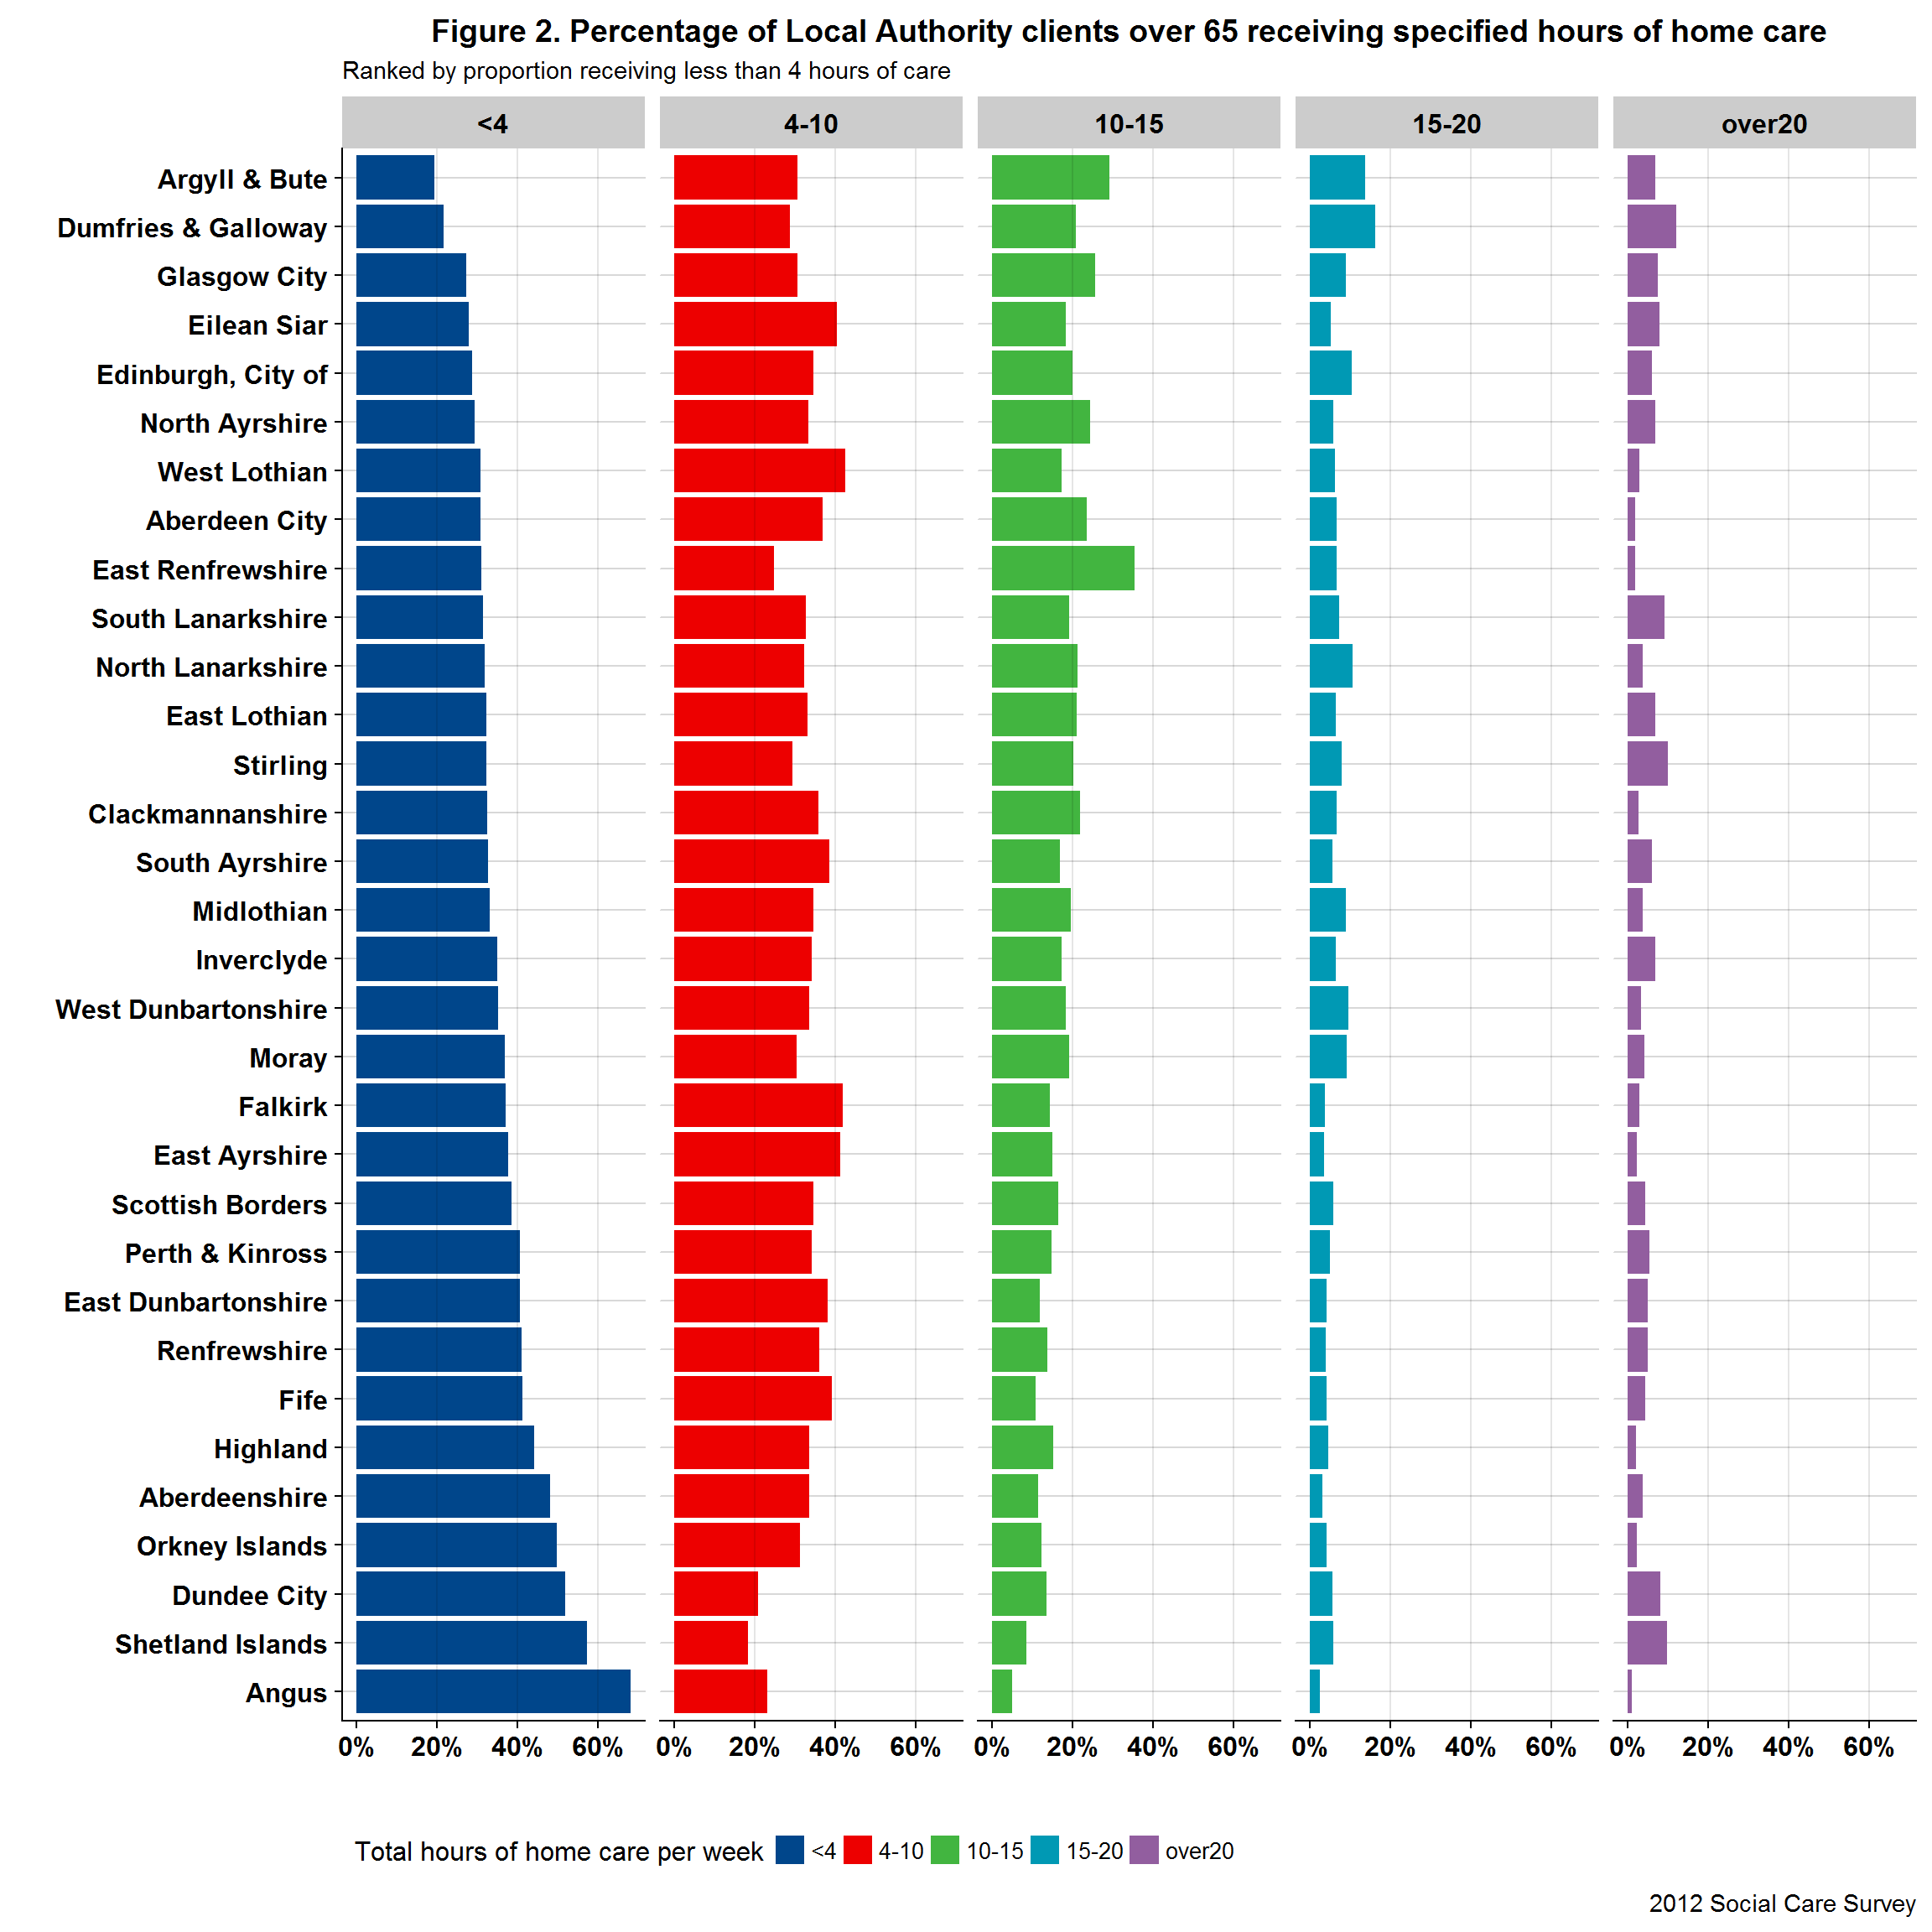 Figure 2. Percentage of Local Authority clients over 65 receiving specified hours of home care
Ranked by proportion receiving less than 4 hours of care
<4 4-10 10-15 15-20 over20
Argyll & Bute
Dumfries & Galloway
Glasgow City
Eilean Siar
Edinburgh, City of
North Ayrshire
West Lothian
Aberdeen City
East Renfrewshire
South Lanarkshire
North Lanarkshire
East Lothian
Stirling
Clackmannanshire
South Ayrshire
Midlothian
Inverclyde
West Dunbartonshire
Moray
Falkirk
East Ayrshire
Scottish Borders
Perth & Kinross
East Dunbartonshire
Renfrewshire
Fife
Highland
Aberdeenshire
Orkney Islands
Dundee City
Shetland Islands
Angus
0% 20% 40% 60% 0% 20% 40% 60% 0% 20% 40% 60% 0% 20% 40% 60% 0% 20% 40% 60%
Total hours of home care per week <4 4-10 10-15 15-20 over20
2012 Social Care Survey